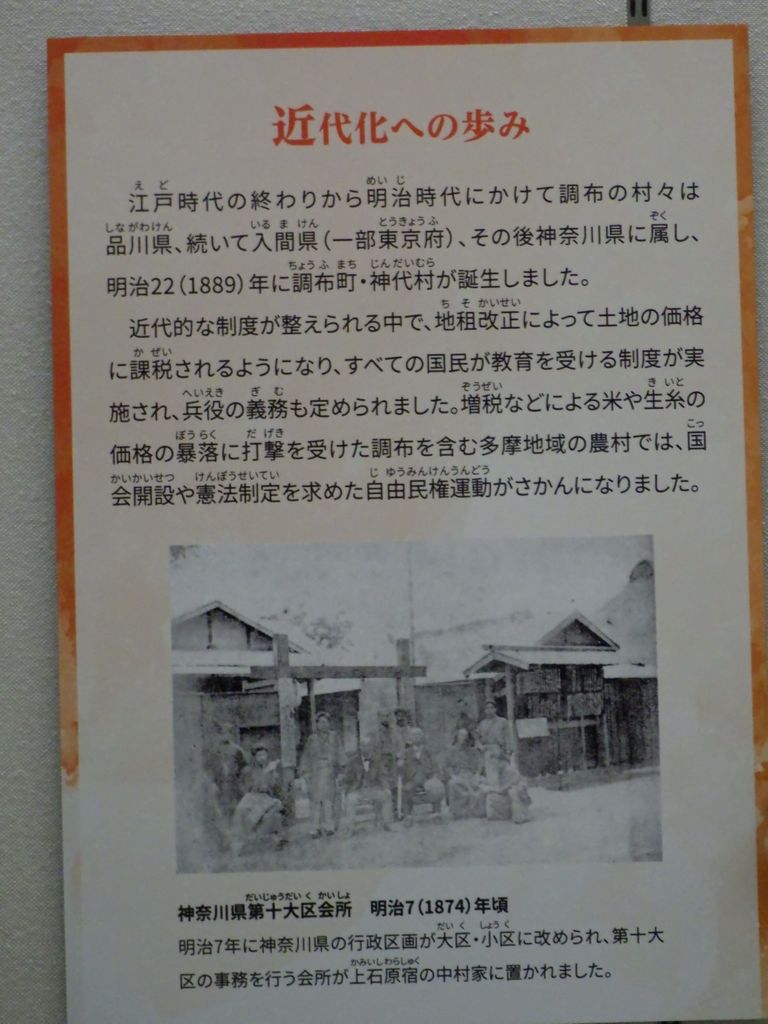 近代化への歩み
江戸時代の終わりから明治時代にかけて調布の村々は
品川県、続いて入間県(一部東京府)、その後神奈川県に属し、
明治22(1889)年に調布町・神代村が誕生しました。
近代的な制度が整えられる中で、地租改正によって土地の価格
に課税されるようになり、すべての国民が教育を受ける制度が実
施され、兵役の義務も定められました。増税などによる米や生糸の
価格の暴落に打撃を受けた調布を含む多摩地域の農村では、国
会開設や憲法制定を求めた自由民権運動がさかんになりました。
神奈川県第十大区会所 明治7(1874)年頃
明治7年に神奈川県の行政区画が大区・小区に改められ、第十大
区の事務を行う会所が上石原宿の中村家に置かれました。